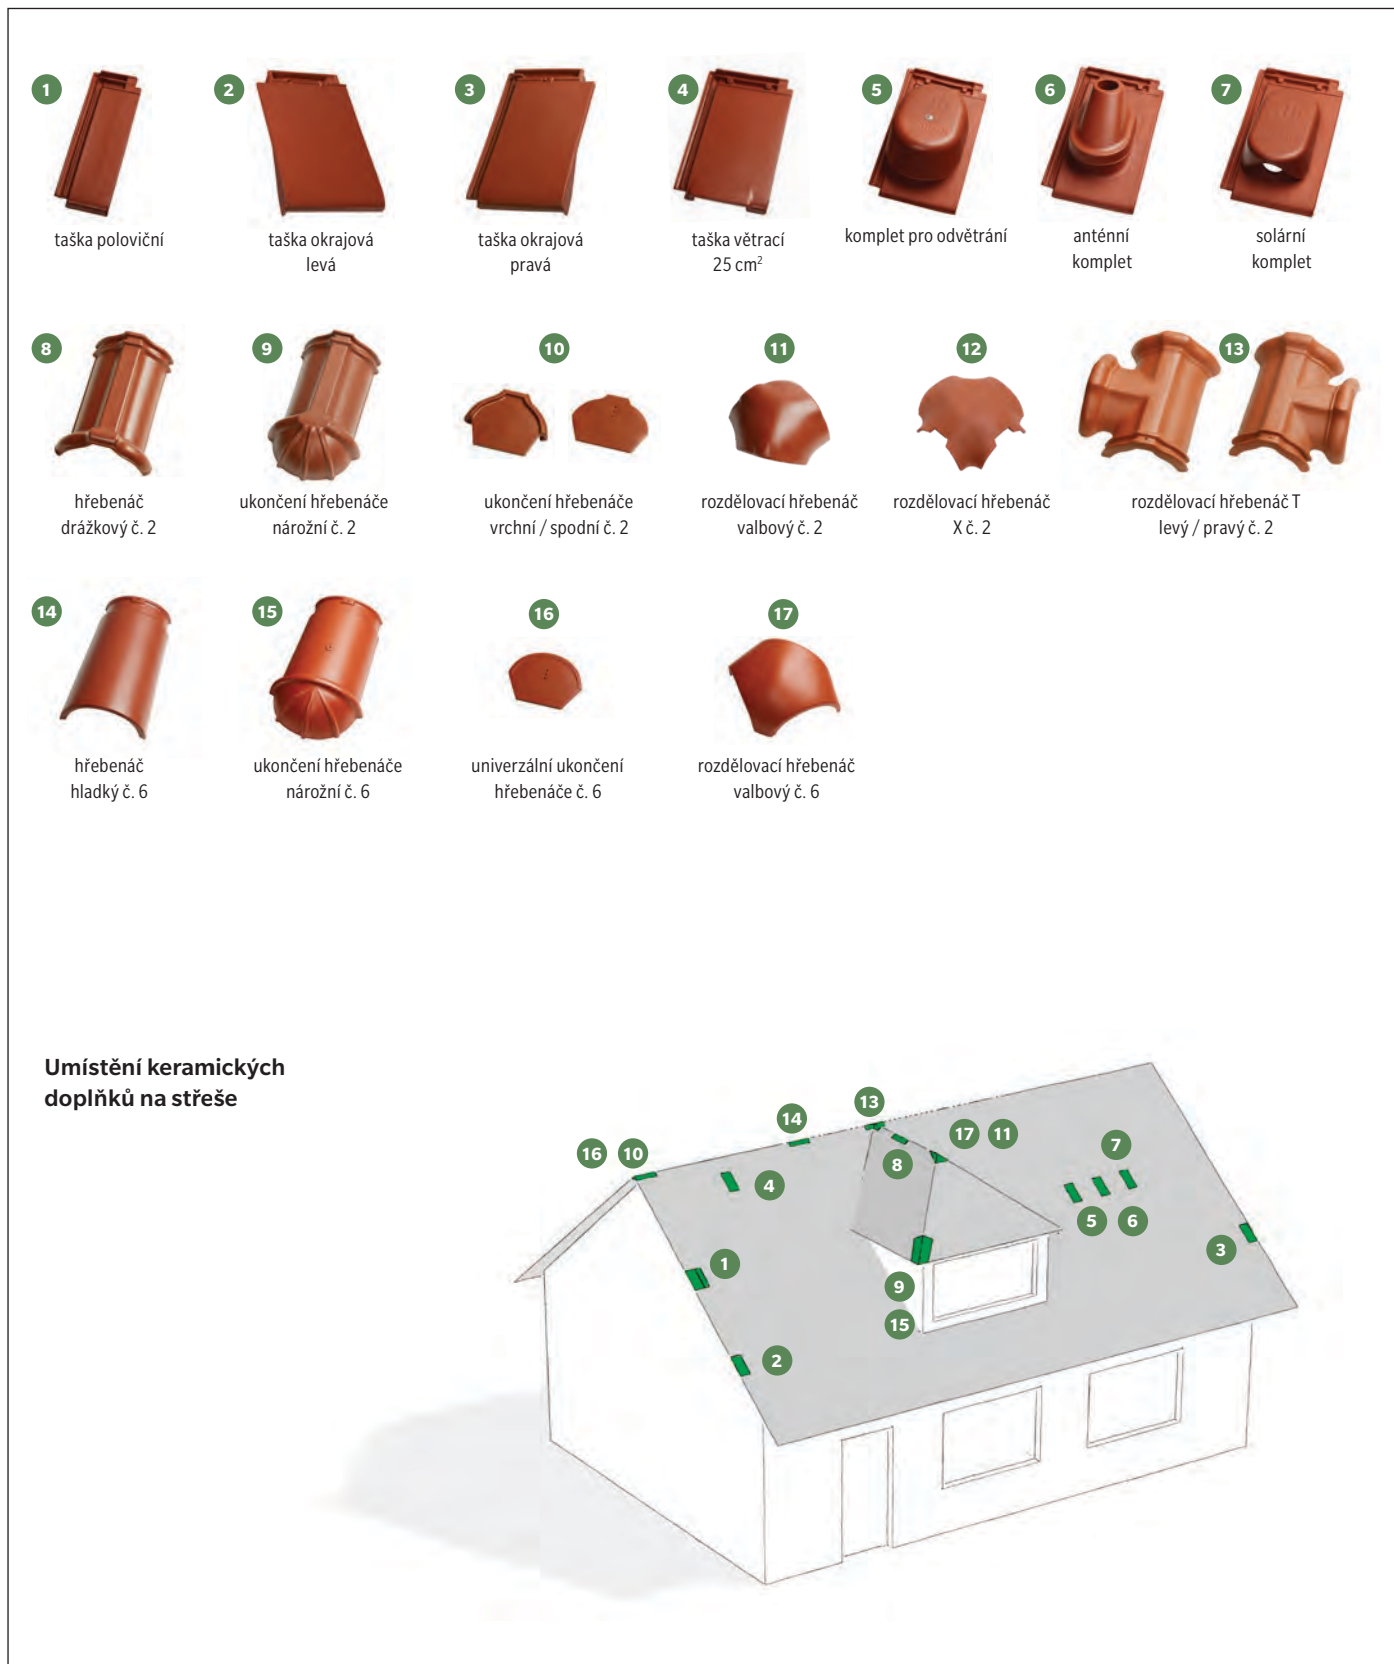 1
2
3
4
5
6
7
taška poloviční
taška okrajová
levá
taška okrajová
pravá
taška větrací
25 cm²
komplet pro odvětrání
anténní
komplet
solární
komplet
8
9
10
11
12
13
hřebenáč
drážkový č. 2
ukončení hřebenáče
nárožní č. 2
ukončení hřebenáče
vrchní / spodní č. 2
rozdělovací hřebenáč
valbový č. 2
rozdělovací hřebenáč
X č. 2
rozdělovací hřebenáč T
levý / pravý č. 2
14
15
16
17
hřebenáč
hladký č. 6
ukončení hřebenáče
nárožní č. 6
univerzální ukončení
hřebenáče č. 6
rozdělovací hřebenáč
valbový č. 6
Umístění keramických
doplňků na střeše
13
14
17 11
16 10
8
7
4
5 6
3
1
9
15
2